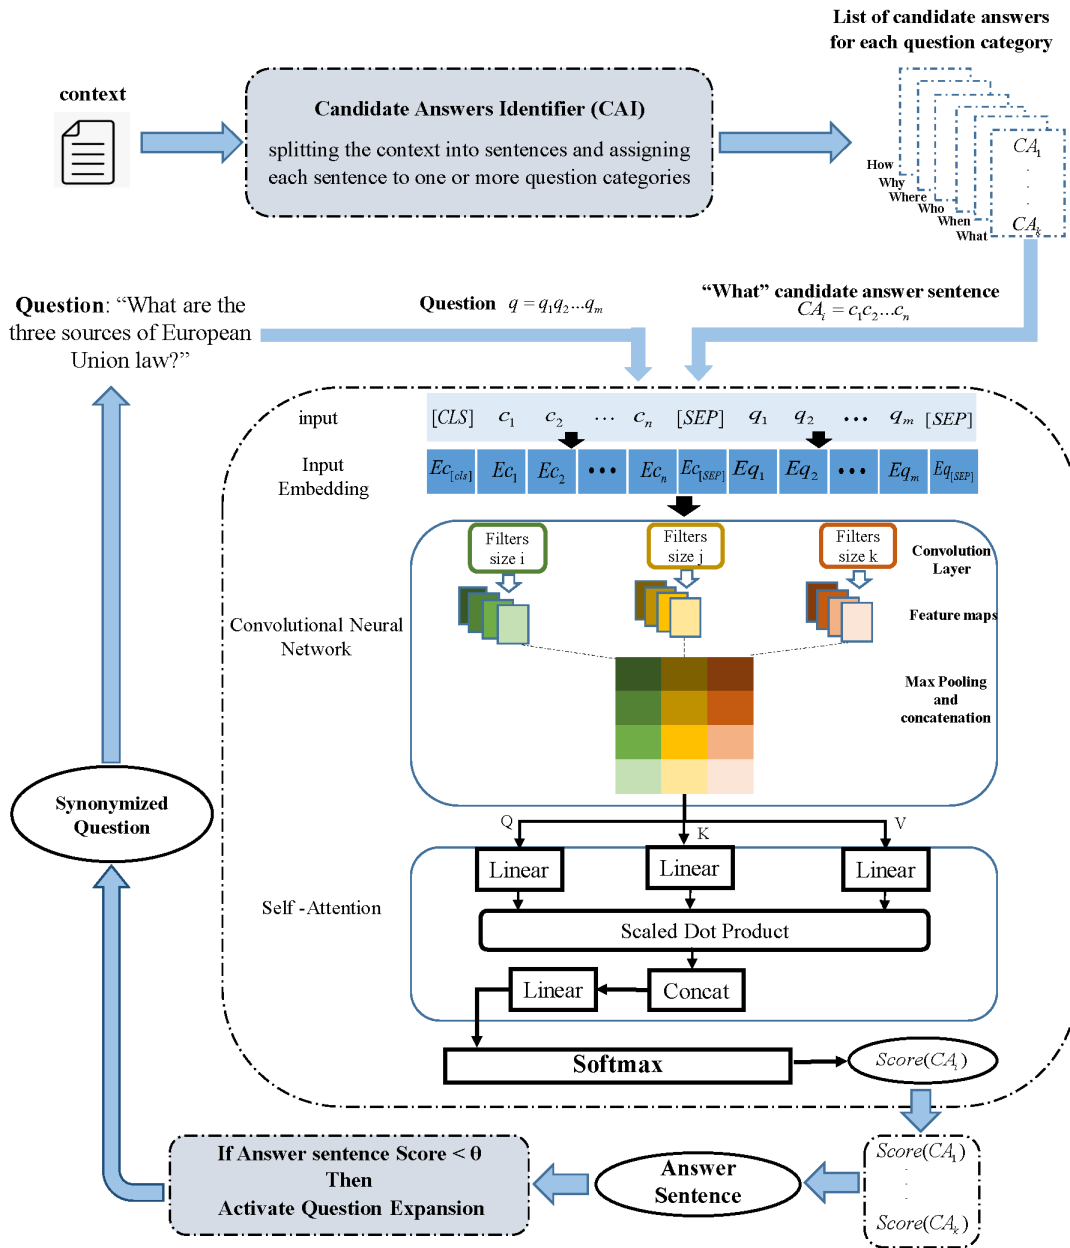 List of candidate answers
for each question category
context
Candidate Answers Identifier (CAI)
splitting the context into sentences and assigning
each sentence to one or more question categories
CA₁
.
.
.
CAₖ
How
Why
Where
Who
When
What
Question: “What are the
three sources of European
Union law?”
Question q = q₁q₂...qₘ
“What” candidate answer sentence
CAᵢ = c₁c₂...cₙ
input
[CLS] c₁ c₂ ... cₙ [SEP] q₁ q₂ ... qₘ [SEP]
Input
Embedding
Ec[cls] Ec₁ Ec₂ ••• Ecₙ Ec[SEP] Eq₁ Eq₂ ••• Eqₘ Eq[SEP]
Filters
size i
Filters
size j
Filters
size k
Convolution
Layer
Feature maps
Convolutional Neural
Network
Max Pooling
and
concatenation
Synonymized
Question
Q
K
V
Linear
Linear
Linear
Self -Attention
Scaled Dot Product
Linear
Concat
Softmax
Score(CAᵢ)
If Answer sentence Score < θ
Then
Activate Question Expansion
Answer
Sentence
Score(CA₁)
.
.
.
Score(CAₖ)